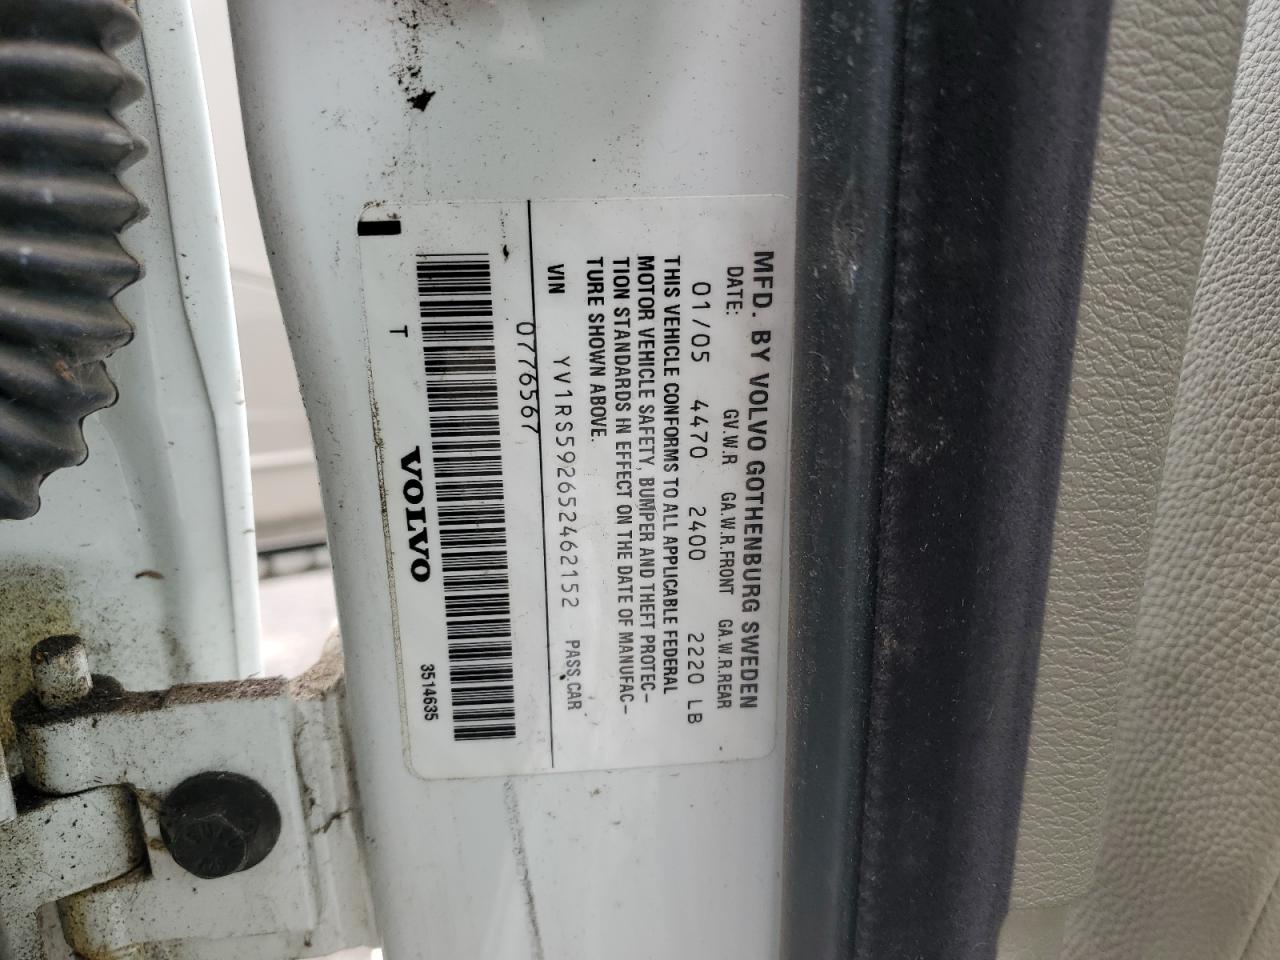 MFD. BY VOLVO GOTHENBURG SWEDEN
DATE: GV.W.R GA.W.R.FRONT GA.W.R.REAR
01/05 4470 2400 2220 LB
THIS VEHICLE CONFORMS TO ALL APPLICABLE FEDERAL
MOTOR VEHICLE SAFETY, BUMPER AND THEFT PROTEC-
TION STANDARDS IN EFFECT ON THE DATE OF MANUFAC-
TURE SHOWN ABOVE.
VIN YV1RS592652462152 PASS.CAR
0776567
T VOLVO 3514635